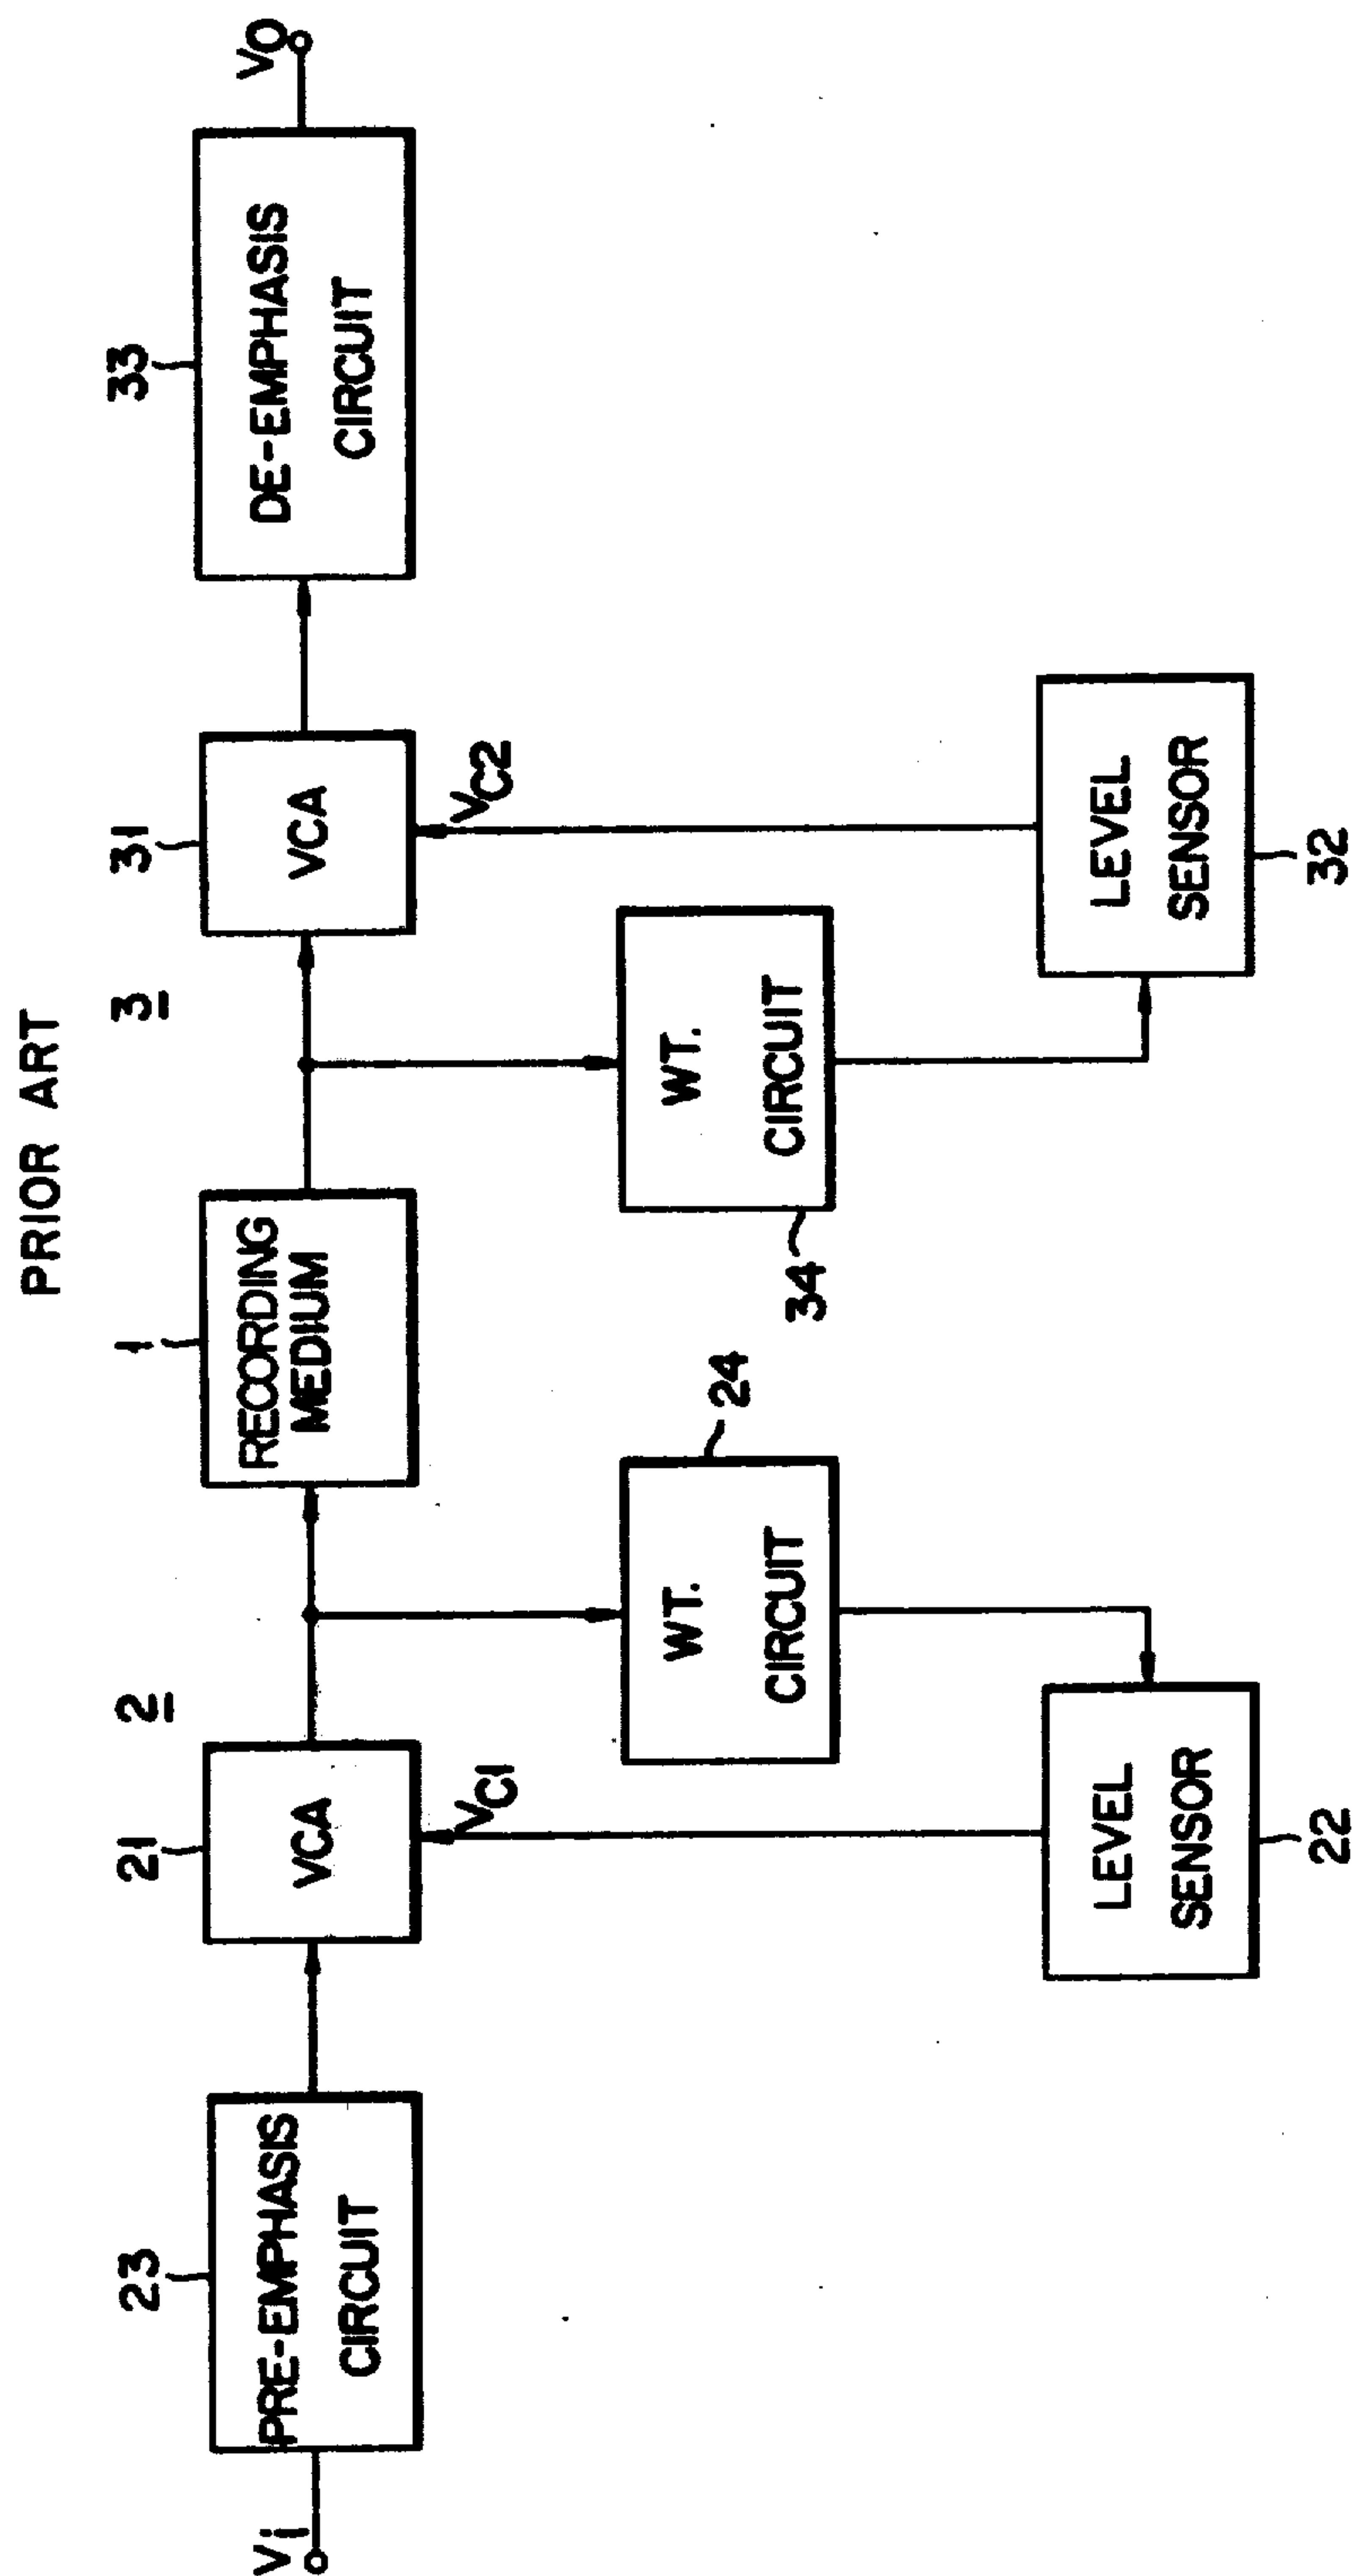 PRIOR ART
Vi
23
PRE-EMPHASIS
CIRCUIT
21
VCA
VC1
2
1
RECORDING
MEDIUM
3
31
VCA
VC2
33
DE-EMPHASIS
CIRCUIT
VO
WT.
CIRCUIT
24
WT.
CIRCUIT
34
LEVEL
SENSOR
22
LEVEL
SENSOR
32